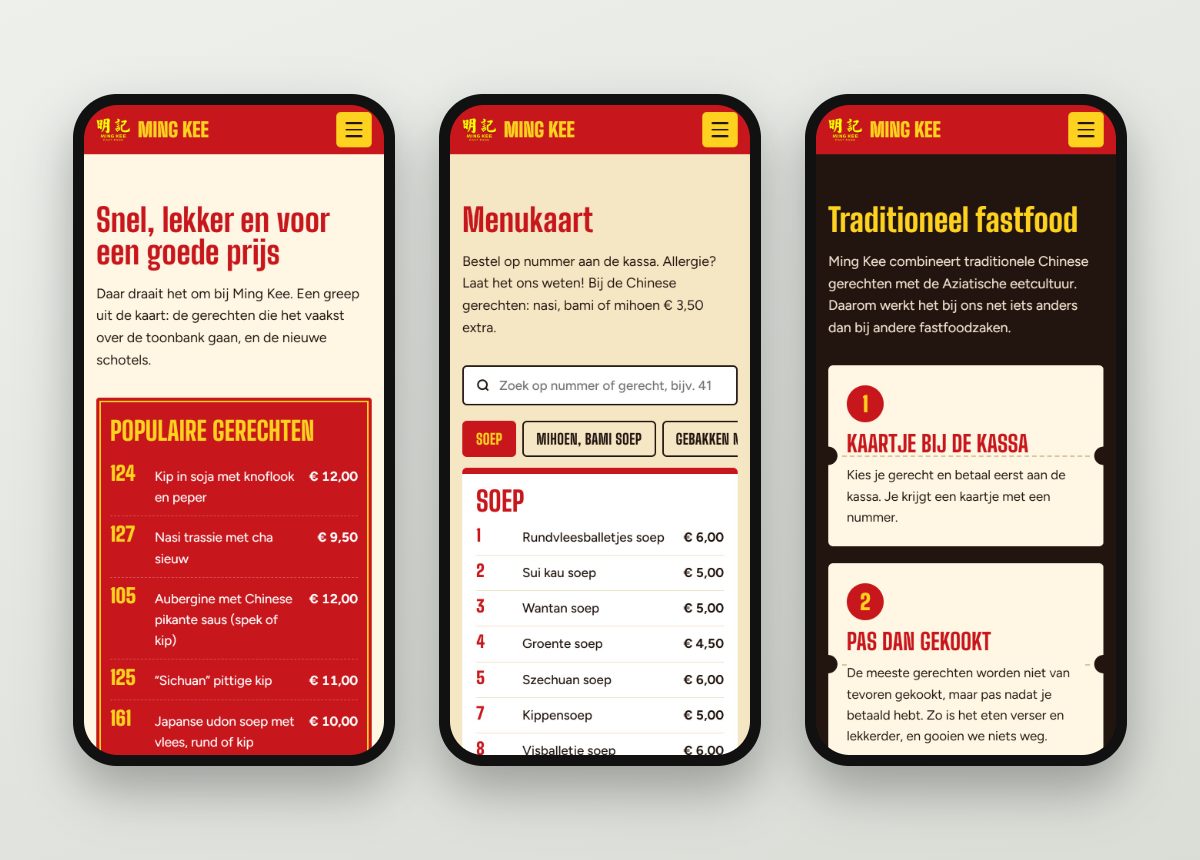 明記
MING KEE
MING KEE
Snel, lekker en voor
een goede prijs
Daar draait het om bij Ming Kee. Een greep
uit de kaart: de gerechten die het vaakst
over de toonbank gaan, en de nieuwe
schotels.
POPULAIRE GERECHTEN
124 Kip in soja met knoflook € 12,00
en peper
127 Nasi trassie met cha € 9,50
sieuw
105 Aubergine met Chinese € 12,00
pikante saus (spek of
kip)
125 “Sichuan” pittige kip € 11,00
161 Japanse udon soep met € 10,00
vlees, rund of kip
明記
MING KEE
MING KEE
Menukaart
Bestel op nummer aan de kassa. Allergie?
Laat het ons weten! Bij de Chinese
gerechten: nasi, bami of mihoen € 3,50
extra.
Zoek op nummer of gerecht, bijv. 41
SOEP MIHOEN, BAMI SOEP GEBAKKEN
SOEP
1 Rundvleesballetjes soep € 6,00
2 Sui kau soep € 5,00
3 Wantan soep € 5,00
4 Groente soep € 4,50
5 Szechuan soep € 6,00
7 Kippensoep € 5,00
8 Visballetje soep € 6,00
明記
MING KEE
MING KEE
Traditioneel fastfood
Ming Kee combineert traditionele Chinese
gerechten met de Aziatische eetcultuur.
Daarom werkt het bij ons net iets anders
dan bij andere fastfoodzaken.
1
KAARTJE BIJ DE KASSA
Kies je gerecht en betaal eerst aan de
kassa. Je krijgt een kaartje met een
nummer.
2
PAS DAN GEKOOKT
De meeste gerechten worden niet van
tevoren gekookt, maar pas nadat je
betaald hebt. Zo is het eten verser en
lekkerder, en gooien we niets weg.